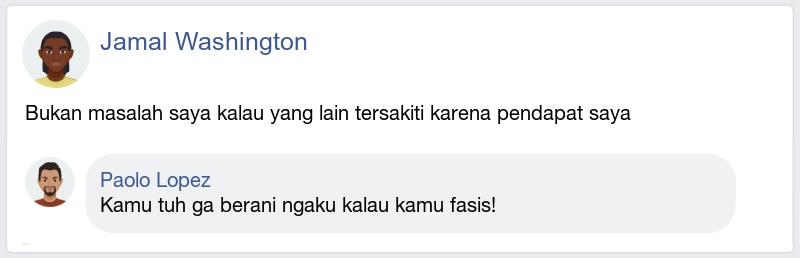 Jamal Washington
Bukan masalah saya kalau yang lain tersakiti karena pendapat saya
Paolo Lopez
Kamu tuh ga berani ngaku kalau kamu fasis!